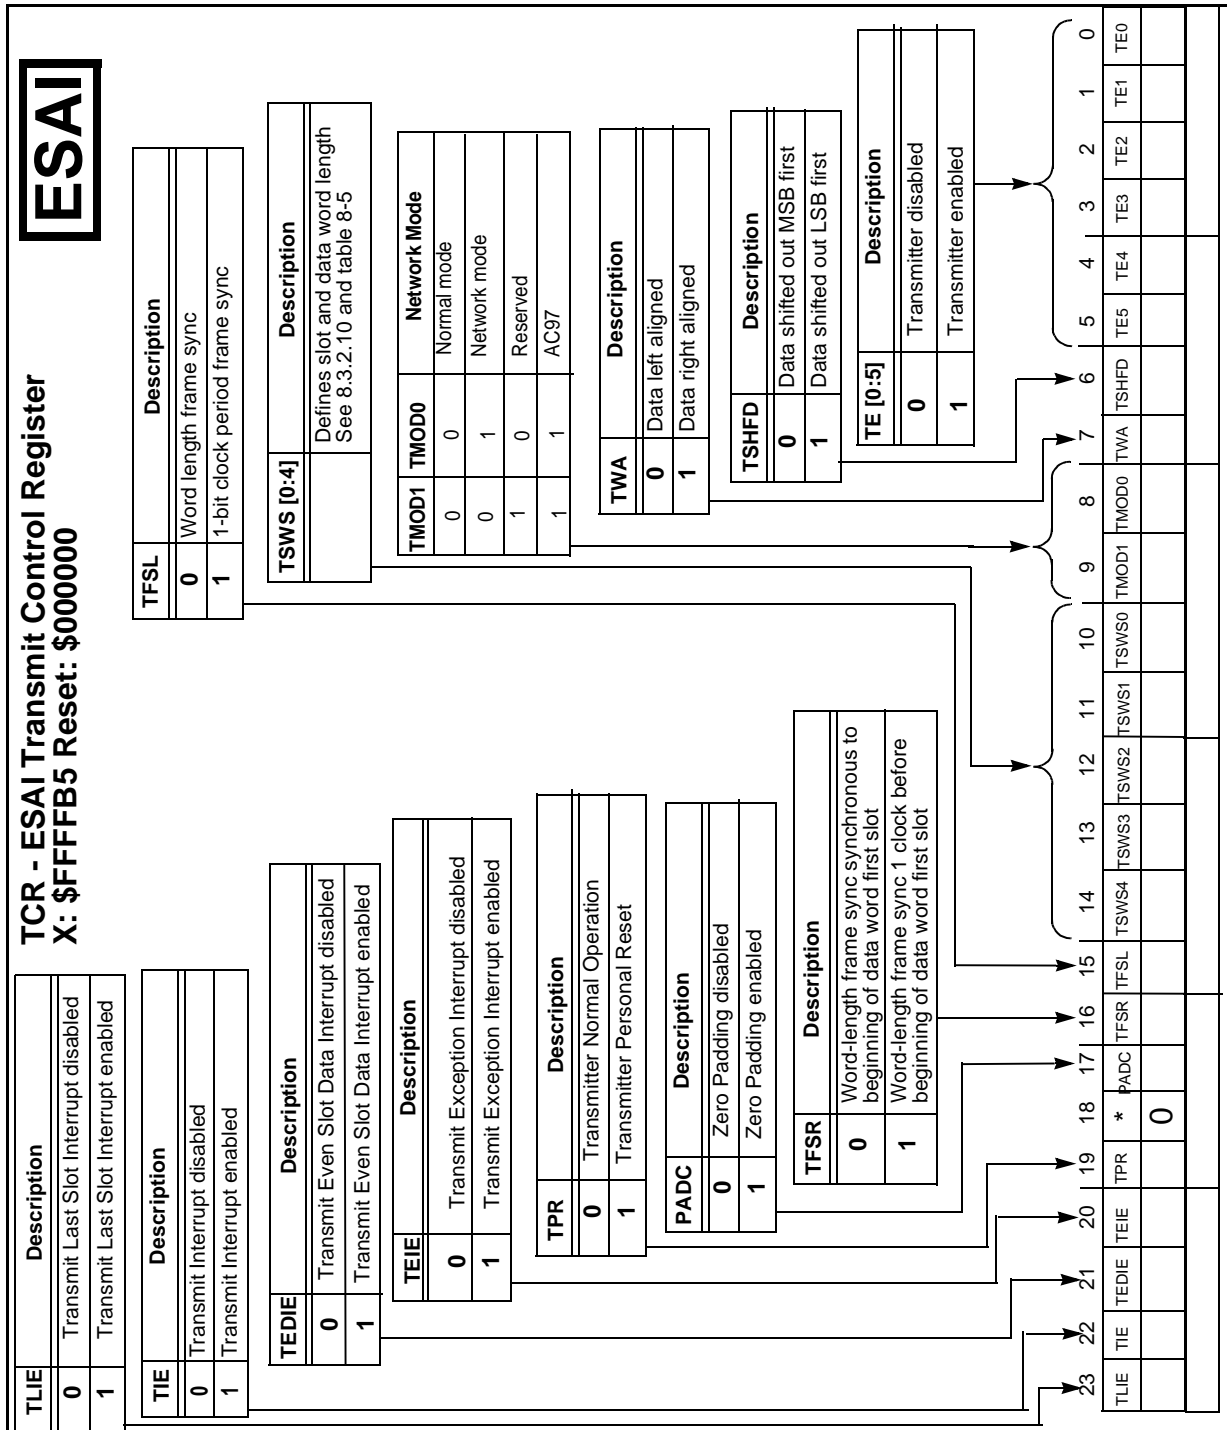 ESAI
TCR - ESAI Transmit Control Register
X: $FFFFB5 Reset: $000000
TLIE Description
0 Transmit Last Slot Interrupt disabled
1 Transmit Last Slot Interrupt enabled
TIE Description
0 Transmit Interrupt disabled
1 Transmit Interrupt enabled
TEDIE Description
0 Transmit Even Slot Data Interrupt disabled
1 Transmit Even Slot Data Interrupt enabled
TEIE Description
0 Transmit Exception Interrupt disabled
1 Transmit Exception Interrupt enabled
TPR Description
0 Transmitter Normal Operation
1 Transmitter Personal Reset
PADC Description
0 Zero Padding disabled
1 Zero Padding enabled
TFSR Description
0 Word-length frame sync synchronous to
beginning of data word first slot
1 Word-length frame sync 1 clock before
beginning of data word first slot
TFSL Description
0 Word length frame sync
1 1-bit clock period frame sync
TSWS [0:4] Description
Defines slot and data word length
See 8.3.2.10 and table 8-5
TMOD1 TMOD0 Network Mode
0 0 Normal mode
0 1 Network mode
1 0 Reserved
1 1 AC97
TWA Description
0 Data left aligned
1 Data right aligned
TSHFD Description
0 Data shifted out MSB first
1 Data shifted out LSB first
TE [0:5] Description
0 Transmitter disabled
1 Transmitter enabled
23 22 21 20 19 18 17 16 15 14 13 12 11 10 9 8 7 6 5 4 3 2 1 0
TLIE TIE TEDIE TEIE TPR * PADC TFSR TFSL TSWS4 TSWS3 TSWS2 TSWS1 TSWS0 TMOD1 TMOD0 TWA TSHFD TE5 TE4 TE3 TE2 TE1 TE0
0